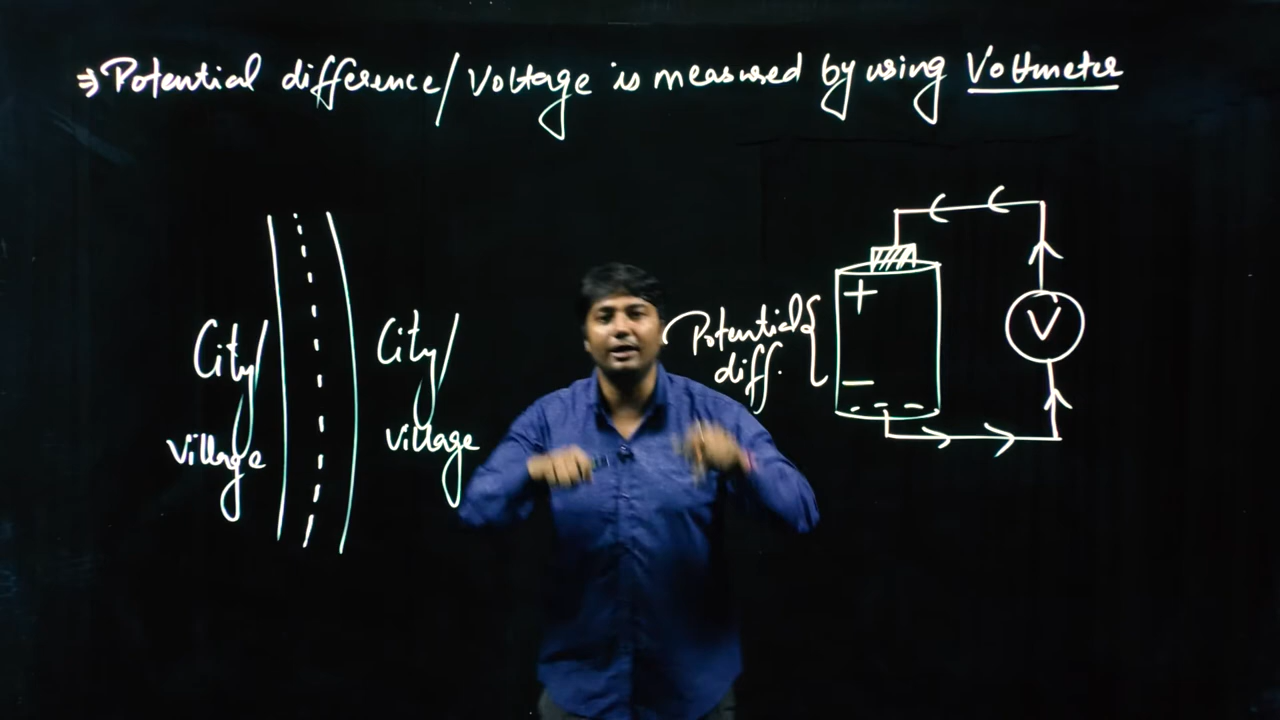 ⇒ Potential difference/Voltage is measured by using Voltmeter
City/
village
City/
village
Potential
diff.
+
−
V